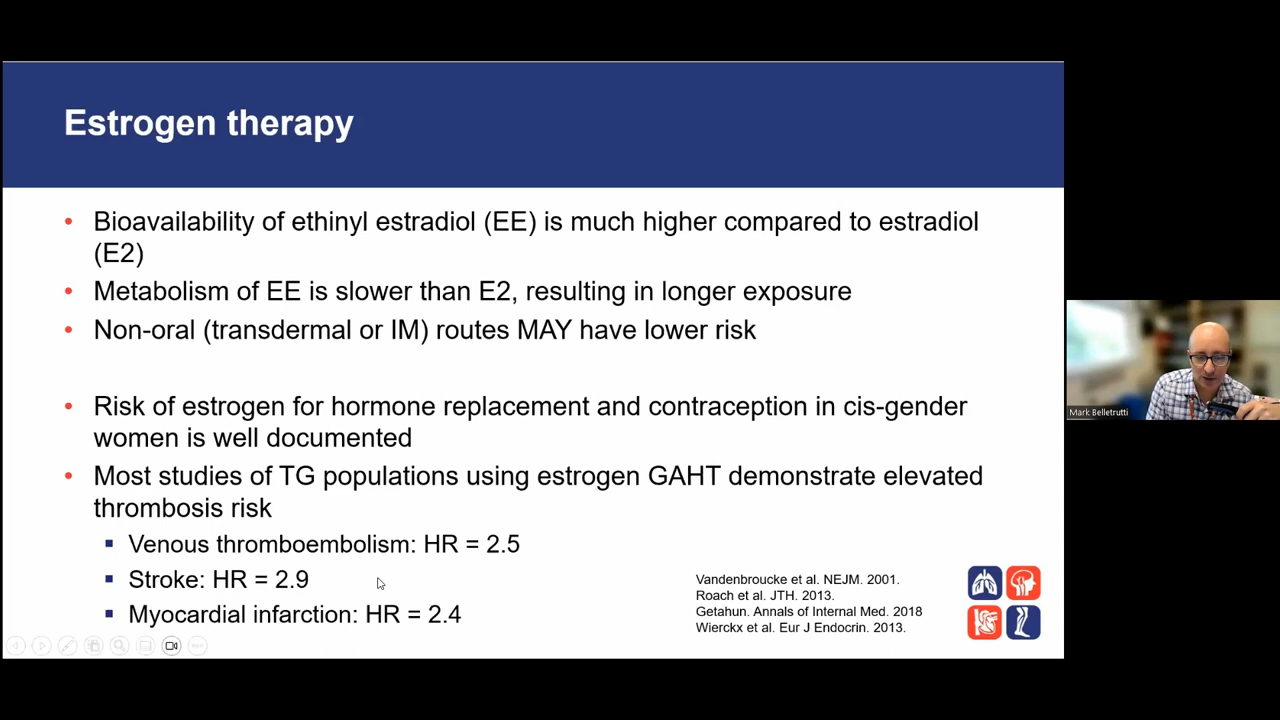 Estrogen therapy
• Bioavailability of ethinyl estradiol (EE) is much higher compared to estradiol
(E2)
• Metabolism of EE is slower than E2, resulting in longer exposure
• Non-oral (transdermal or IM) routes MAY have lower risk
• Risk of estrogen for hormone replacement and contraception in cis-gender
women is well documented
• Most studies of TG populations using estrogen GAHT demonstrate elevated
thrombosis risk
▪ Venous thromboembolism: HR = 2.5
▪ Stroke: HR = 2.9
▪ Myocardial infarction: HR = 2.4
Vandenbroucke et al. NEJM. 2001.
Roach et al. JTH. 2013.
Getahun. Annals of Internal Med. 2018
Wierckx et al. Eur J Endocrin. 2013.
Mark Belletrutti